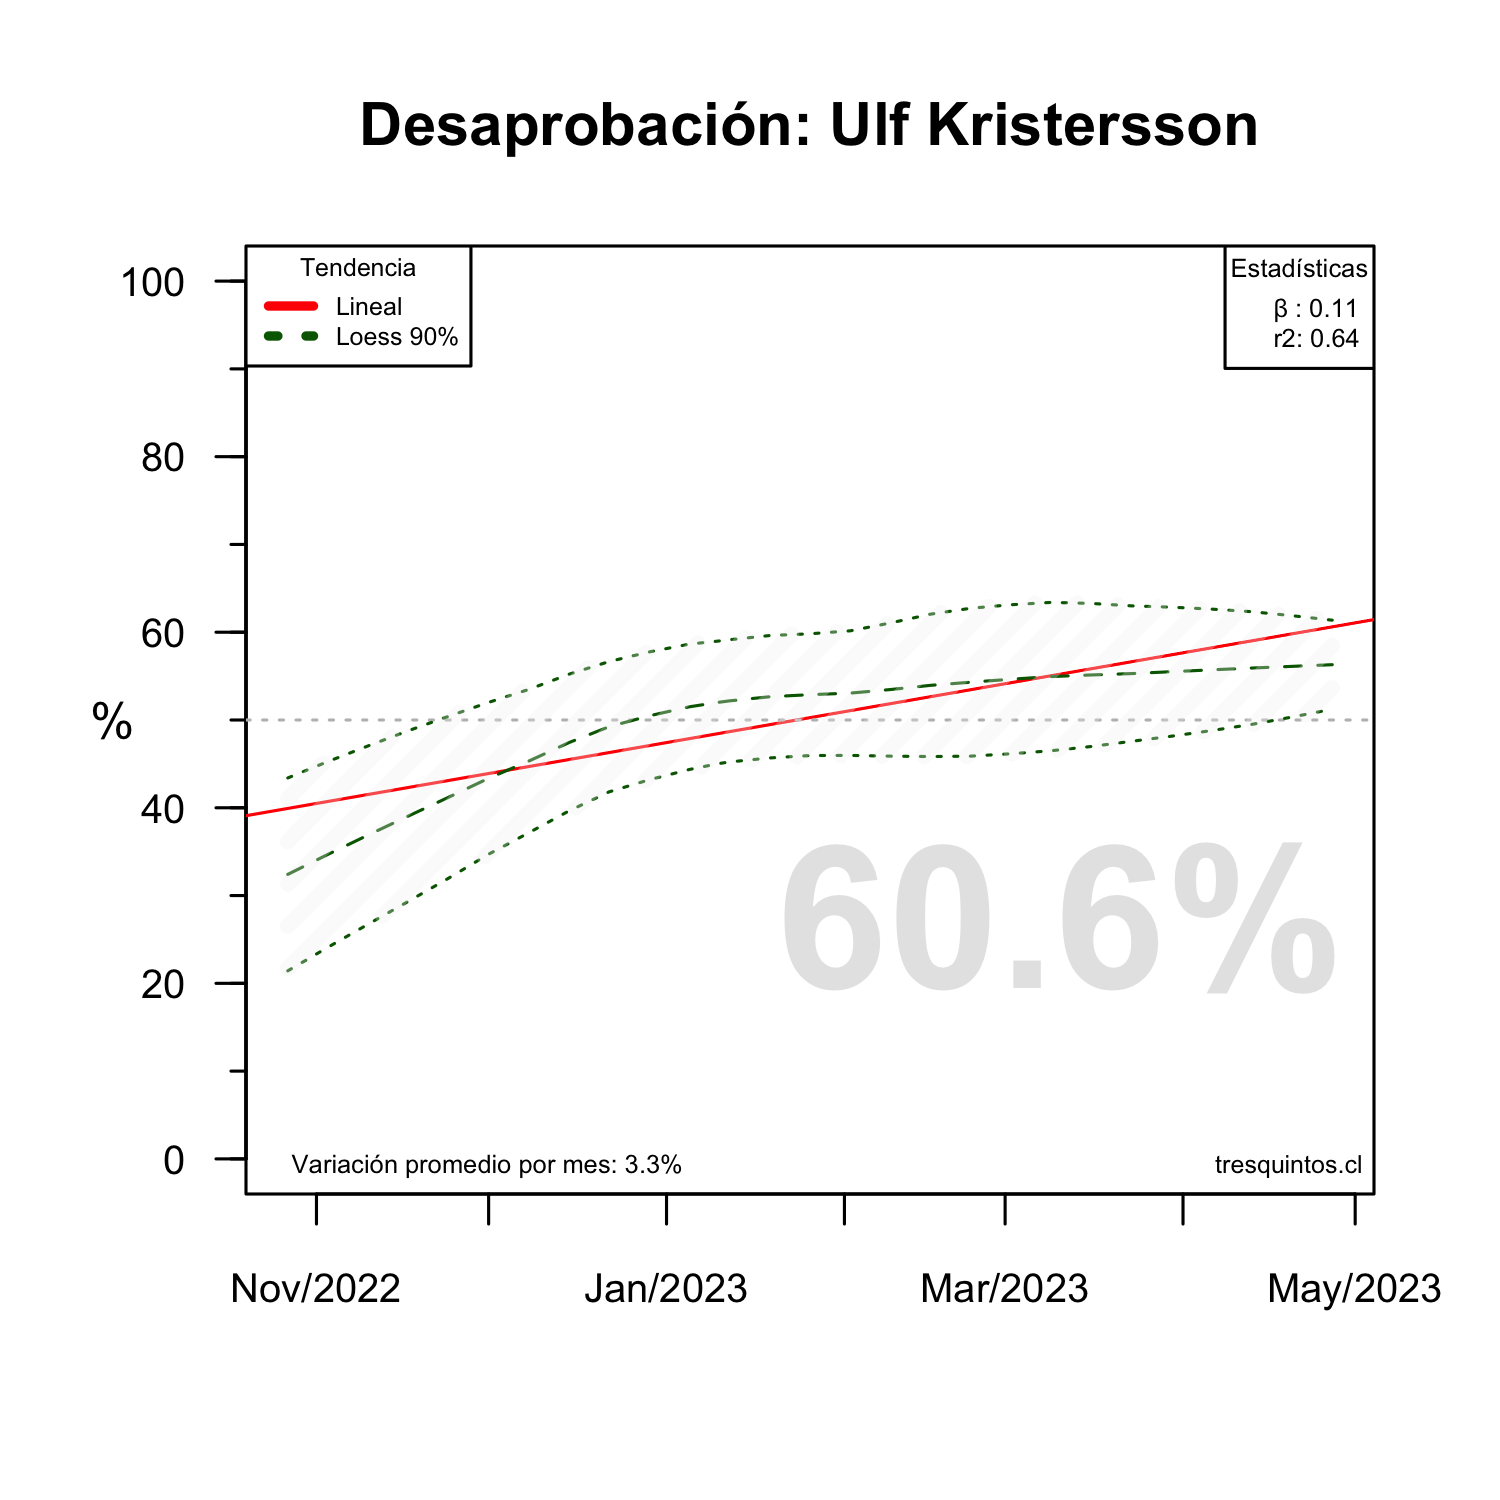 Desaprobación: Ulf Kristersson
Tendencia
Lineal
Loess 90%
Estadísticas
β : 0.11
r2: 0.64
100
80
60
40
20
0
%
60.6%
Variación promedio por mes: 3.3%
tresquintos.cl
Nov/2022
Jan/2023
Mar/2023
May/2023